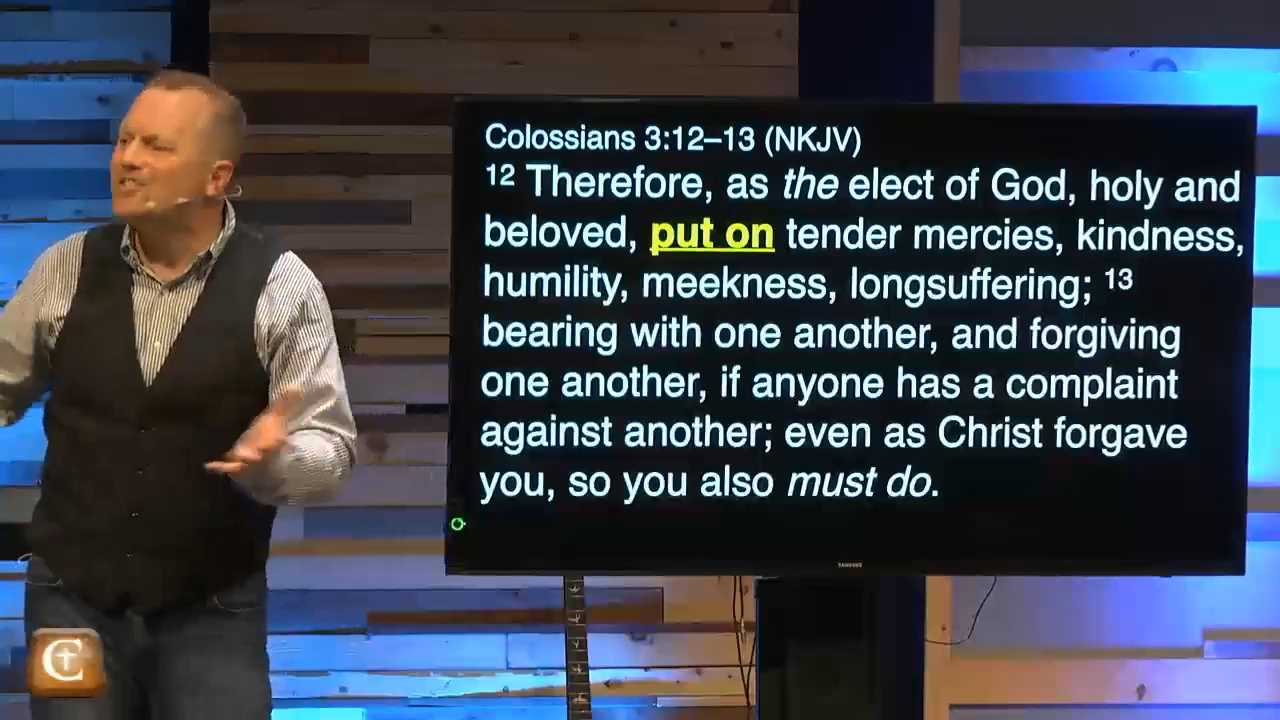 Colossians 3:12–13 (NKJV)
12 Therefore, as the elect of God, holy and
beloved, put on tender mercies, kindness,
humility, meekness, longsuffering; 13
bearing with one another, and forgiving
one another, if anyone has a complaint
against another; even as Christ forgave
you, so you also must do.
SAMSUNG
C